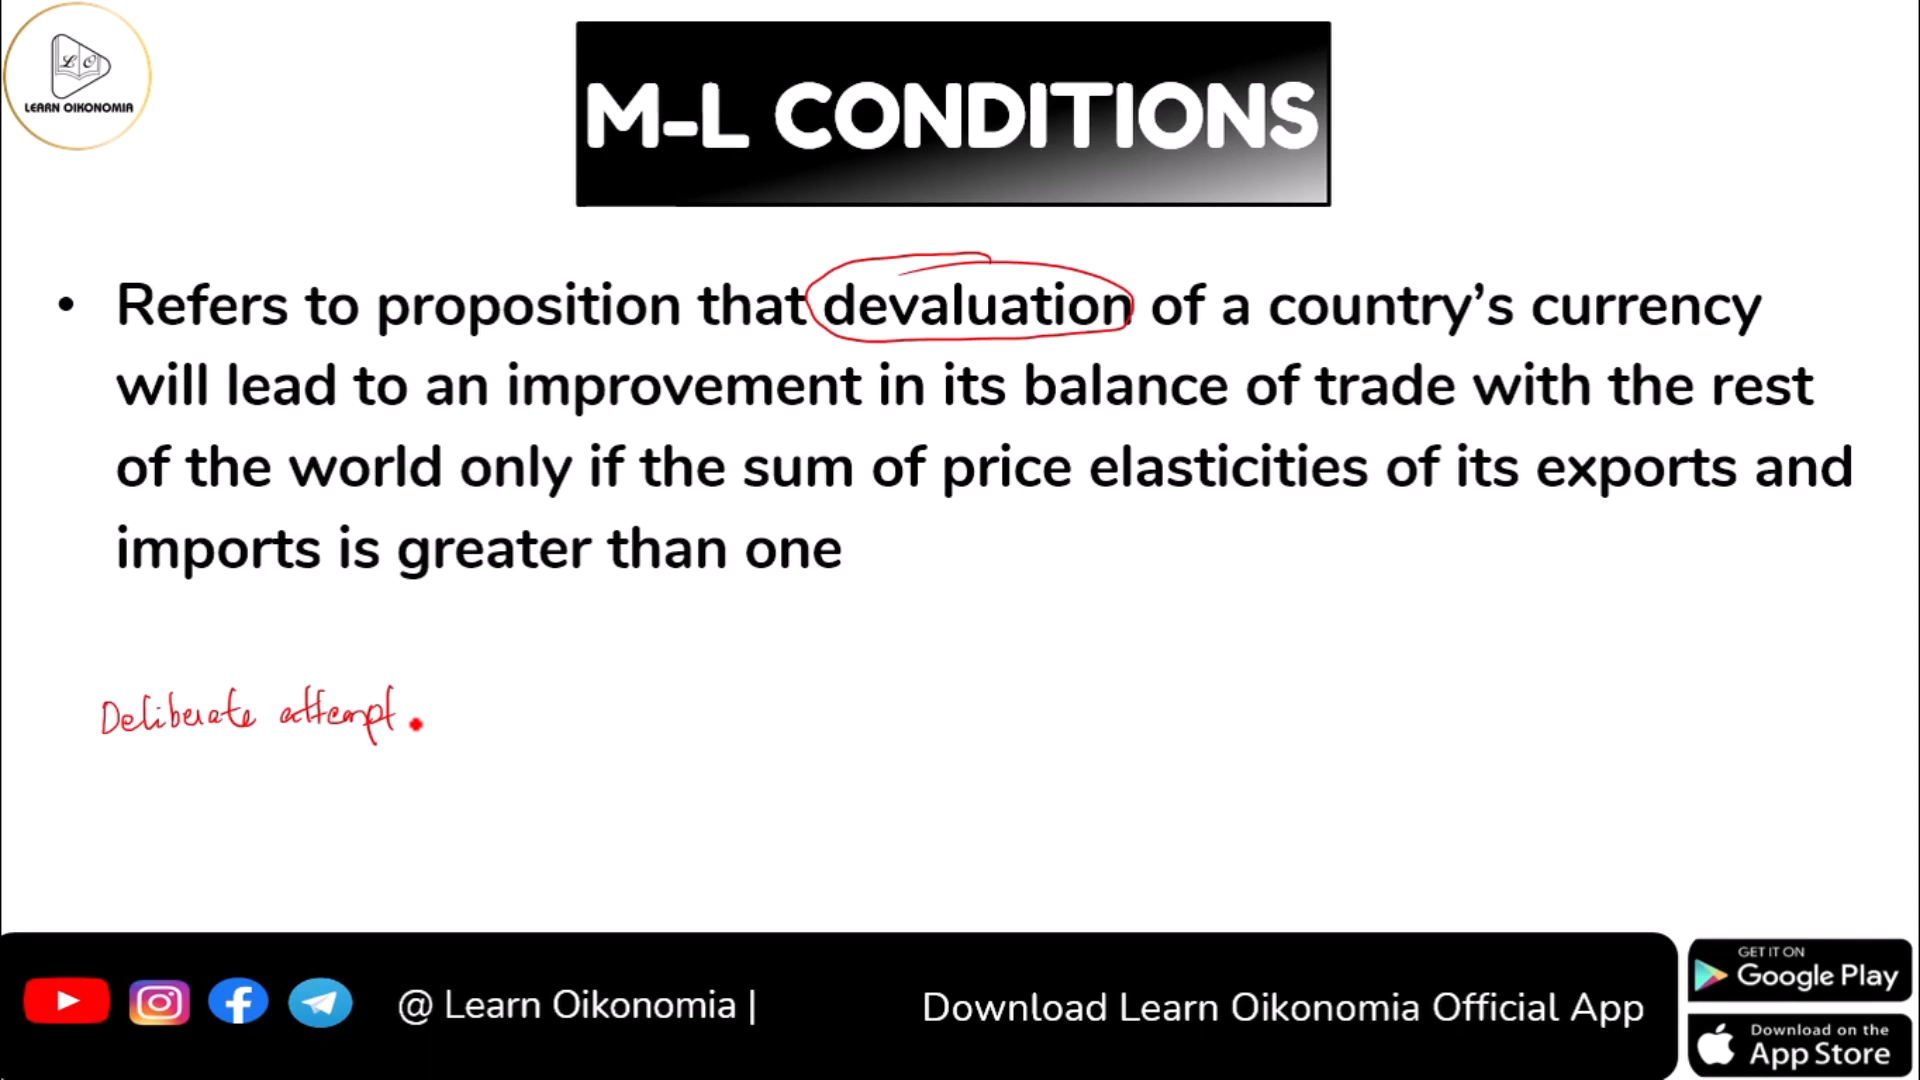 L O
LEARN OIKONOMIA
M-L CONDITIONS
• Refers to proposition that devaluation of a country’s currency
will lead to an improvement in its balance of trade with the rest
of the world only if the sum of price elasticities of its exports and
imports is greater than one
Deliberate attempt.
@ Learn Oikonomia |
Download Learn Oikonomia Official App
GET IT ON
Google Play
Download on the
App Store